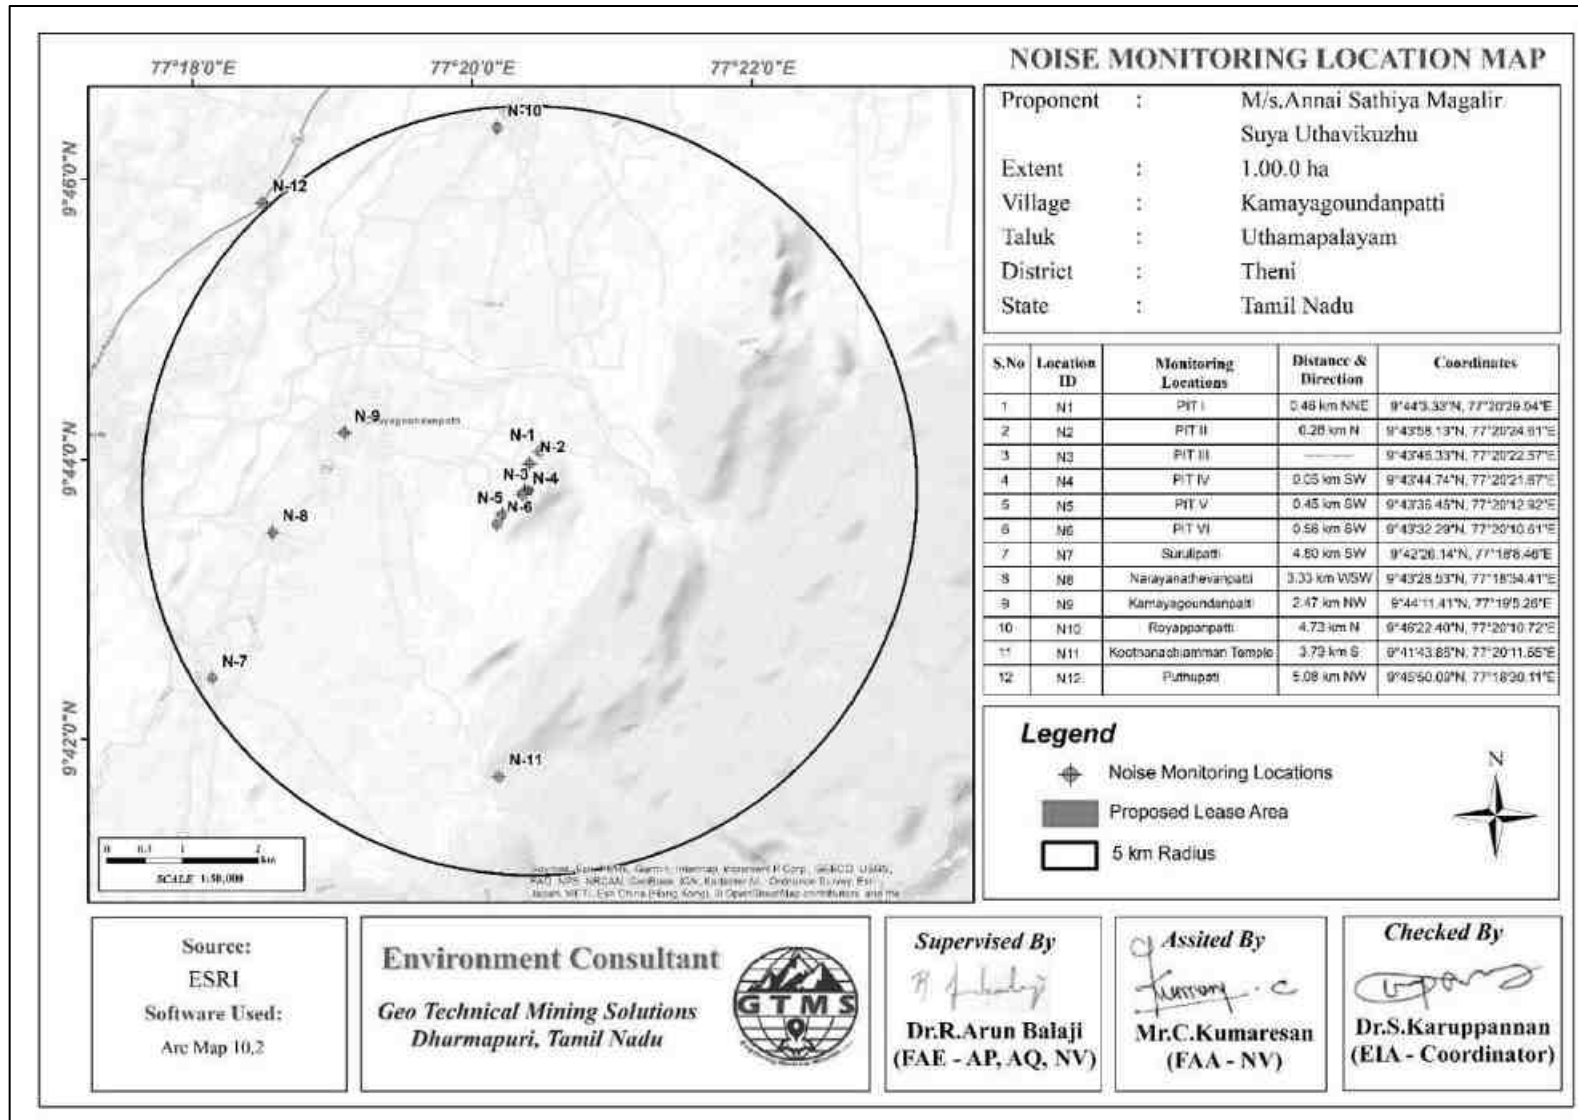 NOISE MONITORING LOCATION MAP
77°18'0"E
77°20'0"E
77°22'0"E
9°46'0"N
9°44'0"N
9°42'0"N
N-10
N-12
N-9
N-1
N-2
N-3
N-4
N-5
N-6
N-8
N-7
N-11
0
1
2
km
SCALE 1:50,000
Proponent : M/s.Annai Sathiya Magalir
Suya Uthavikuzhu
Extent : 1.00.0 ha
Village : Kamayagoundanpatti
Taluk : Uthamapalayam
District : Theni
State : Tamil Nadu
S.No Location ID Monitoring Locations Distance & Direction Coordinates
1 N1 PIT I 0.46 km NNE 9°44'3.33"N, 77°20'29.04"E
2 N2 PIT II 0.26 km N 9°43'58.13"N, 77°20'24.61"E
3 N3 PIT III ———— 9°43'46.33"N, 77°20'22.57"E
4 N4 PIT IV 0.05 km SW 9°43'44.74"N, 77°20'21.67"E
5 N5 PIT V 0.45 km SW 9°43'36.45"N, 77°20'12.92"E
6 N6 PIT VI 0.56 km SW 9°43'32.29"N, 77°20'10.61"E
7 N7 Surulipatti 4.80 km SW 9°42'26.14"N, 77°18'8.46"E
8 N8 Narayanathevanpatti 3.33 km WSW 9°43'28.53"N, 77°18'34.41"E
9 N9 Kamayagoundanpatti 2.47 km NW 9°44'11.41"N, 77°19'5.26"E
10 N10 Royappanpatti 4.73 km N 9°46'22.40"N, 77°20'10.72"E
11 N11 Koothanachiamman Temple 3.79 km S 9°41'43.85"N, 77°20'11.55"E
12 N12 Puthupatti 5.08 km NW 9°45'50.09"N, 77°18'30.11"E
Legend
Noise Monitoring Locations
Proposed Lease Area
5 km Radius
N
Source:
ESRI
Software Used:
Arc Map 10.2
Environment Consultant
Geo Technical Mining Solutions
Dharmapuri, Tamil Nadu
GTMS
Supervised By
Dr.R.Arun Balaji
(FAE - AP, AQ, NV)
Assited By
Mr.C.Kumaresan
(FAA - NV)
Checked By
Dr.S.Karuppannan
(EIA - Coordinator)